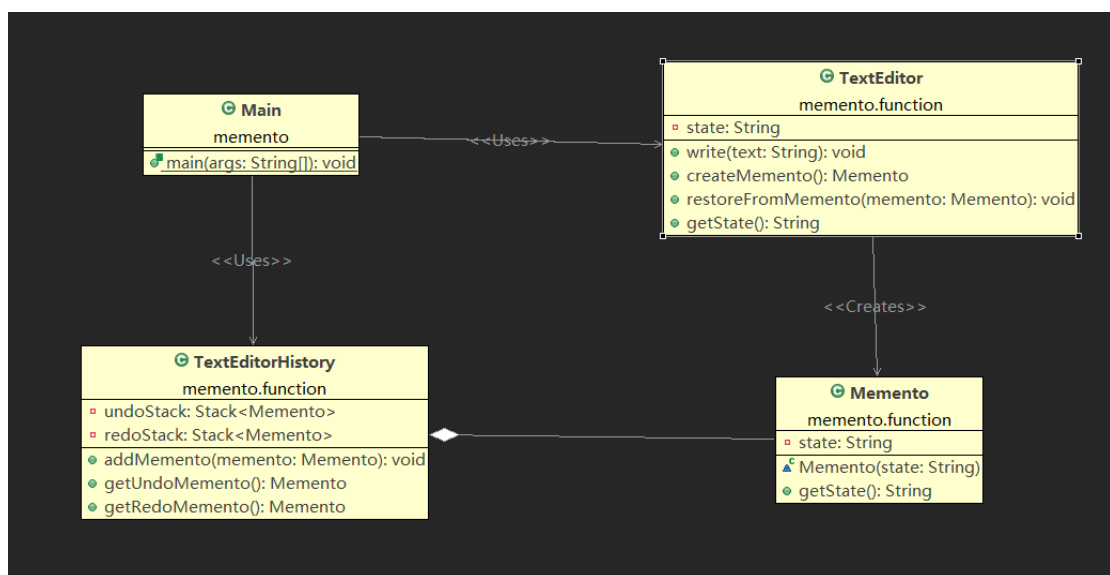 Main
memento
main(args: String[]): void
<<Uses>>
TextEditor
memento.function
state: String
write(text: String): void
createMemento(): Memento
restoreFromMemento(memento: Memento): void
getState(): String
<<Uses>>
<<Creates>>
TextEditorHistory
memento.function
undoStack: Stack<Memento>
redoStack: Stack<Memento>
addMemento(memento: Memento): void
getUndoMemento(): Memento
getRedoMemento(): Memento
Memento
memento.function
state: String
Memento(state: String)
getState(): String